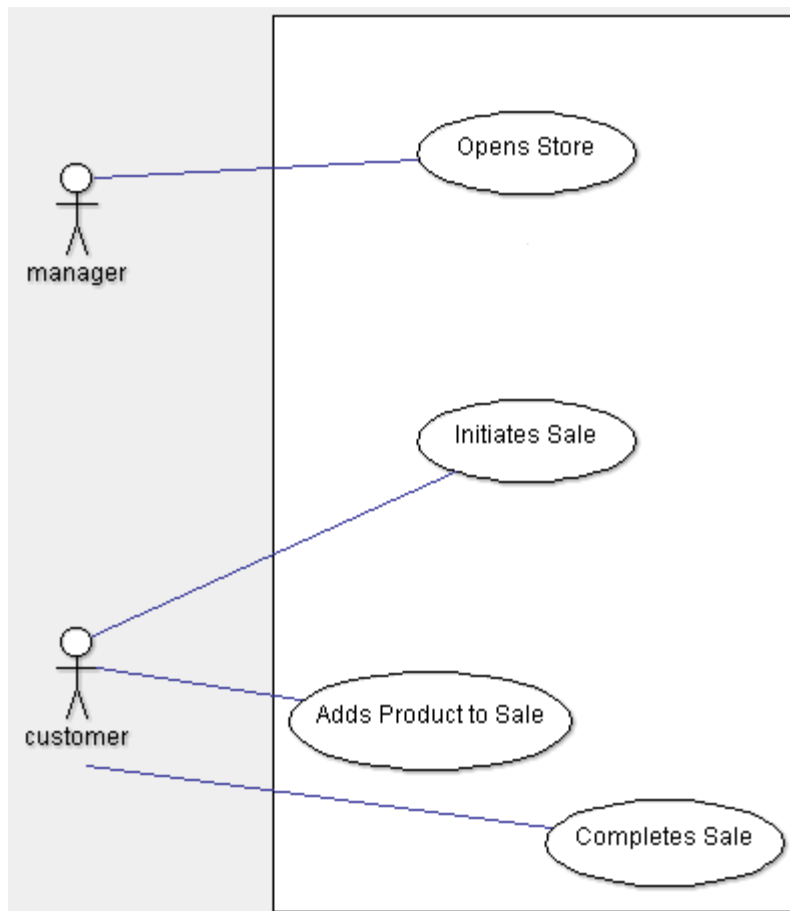 Opens Store
manager
Initiates Sale
Adds Product to Sale
customer
Completes Sale